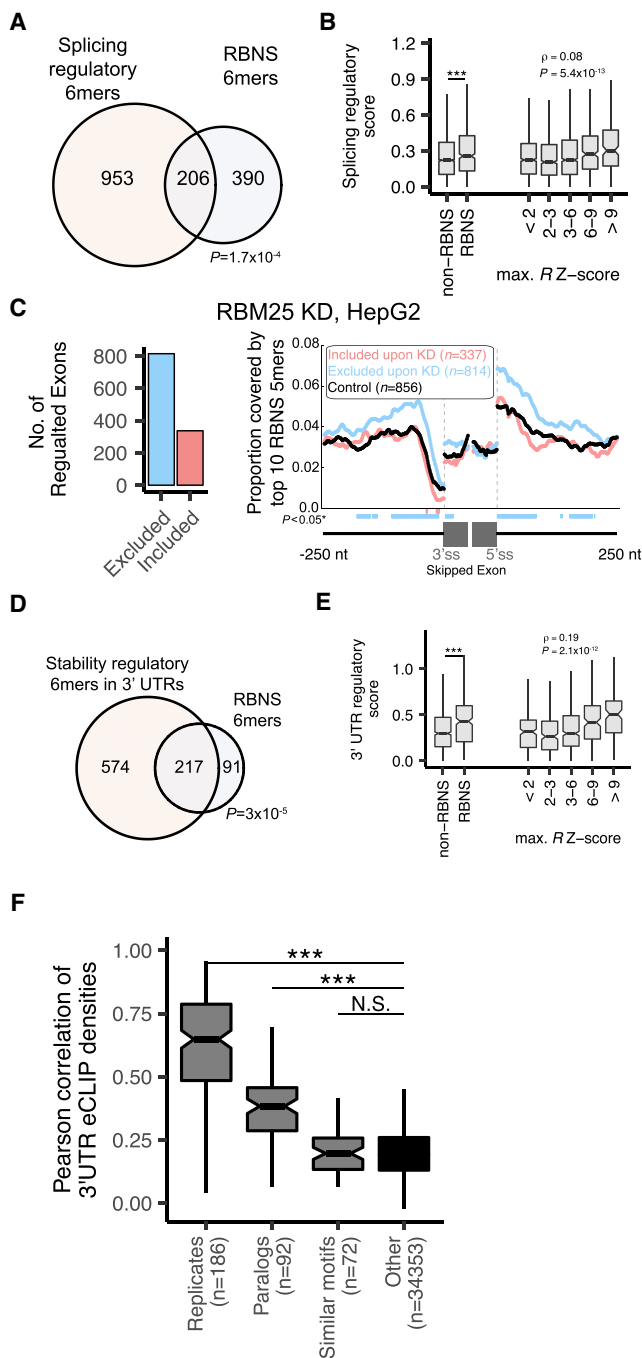 A
Splicing
regulatory
6mers
RBNS
6mers
953
206
390
P=1.7x10-4
B
Splicing regulatory
score
1.2
0.9
0.6
0.3
0.0
***
ρ = 0.08
P = 5.4x10-13
non−RBNS
RBNS
< 2
2−3
3−6
6−9
> 9
max. R Z−score
C
RBM25 KD, HepG2
No. of
Regualted Exons
800
600
400
200
0
Excluded
Included
Proportion covered by
top 10 RBNS 5mers
0.08
0.06
0.04
0.02
0
Included upon KD (n=337)
Excluded upon KD (n=814)
Control (n=856)
P<0.05*
-250 nt
3'ss
5'ss
250 nt
Skipped Exon
D
Stability regulatory
6mers in 3' UTRs
RBNS
6mers
574
217
91
P=3x10-5
E
3' UTR regulatory
score
1.0
0.5
0.0
***
ρ = 0.19
P = 2.1x10-12
non−RBNS
RBNS
< 2
2−3
3−6
6−9
> 9
max. R Z−score
F
Pearson correlation of
3'UTR eCLIP densities
1.00
0.75
0.50
0.25
0.00
***
***
N.S.
Replicates
(n=186)
Paralogs
(n=92)
Similar motifs
(n=72)
Other
(n=34353)